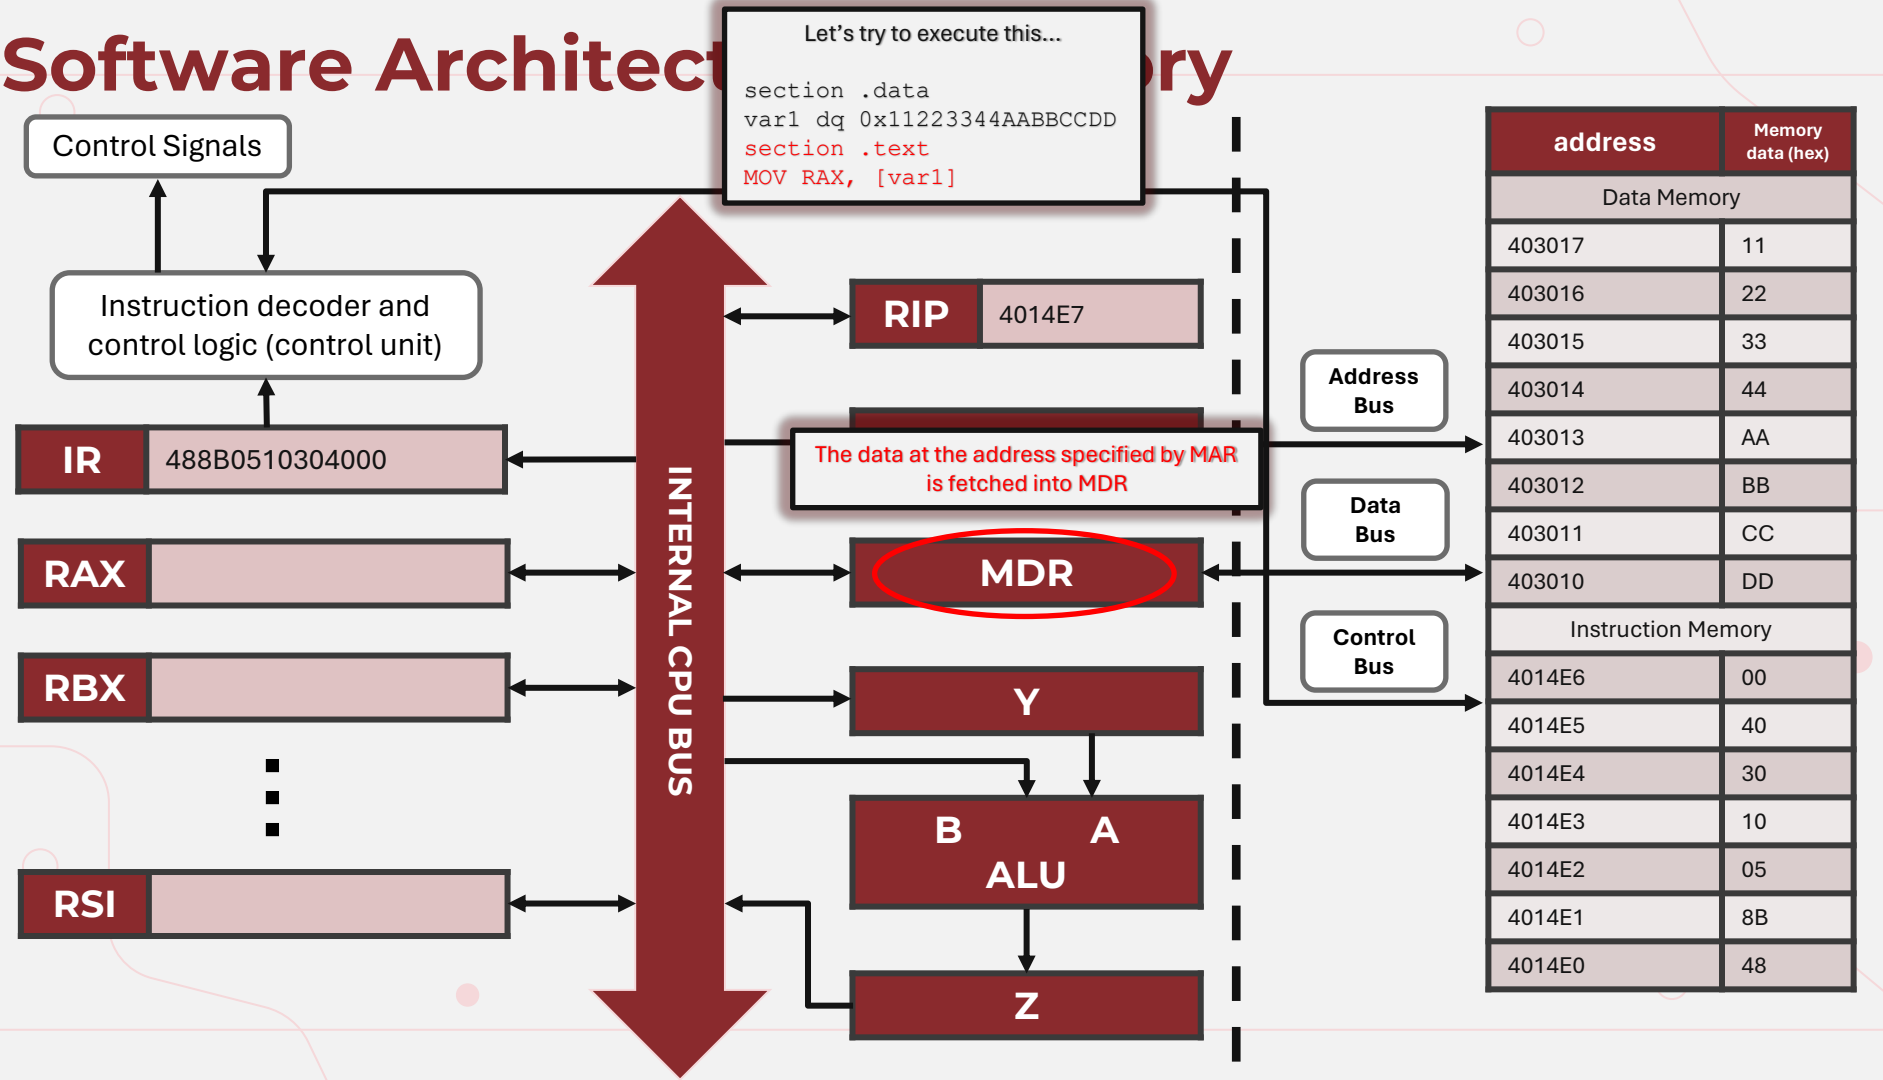 Software Architec ry
Let's try to execute this...
section .data
var1 dq 0x11223344AABBCCDD
section .text
MOV RAX, [var1]
Control Signals
Instruction decoder and
control logic (control unit)
IR 488B0510304000
RAX
RBX
RSI
INTERNAL CPU BUS
RIP 4014E7
The data at the address specified by MAR
is fetched into MDR
MDR
Y
B A
ALU
Z
Address
Bus
Data
Bus
Control
Bus
address Memory
data (hex)
Data Memory
403017 11
403016 22
403015 33
403014 44
403013 AA
403012 BB
403011 CC
403010 DD
Instruction Memory
4014E6 00
4014E5 40
4014E4 30
4014E3 10
4014E2 05
4014E1 8B
4014E0 48